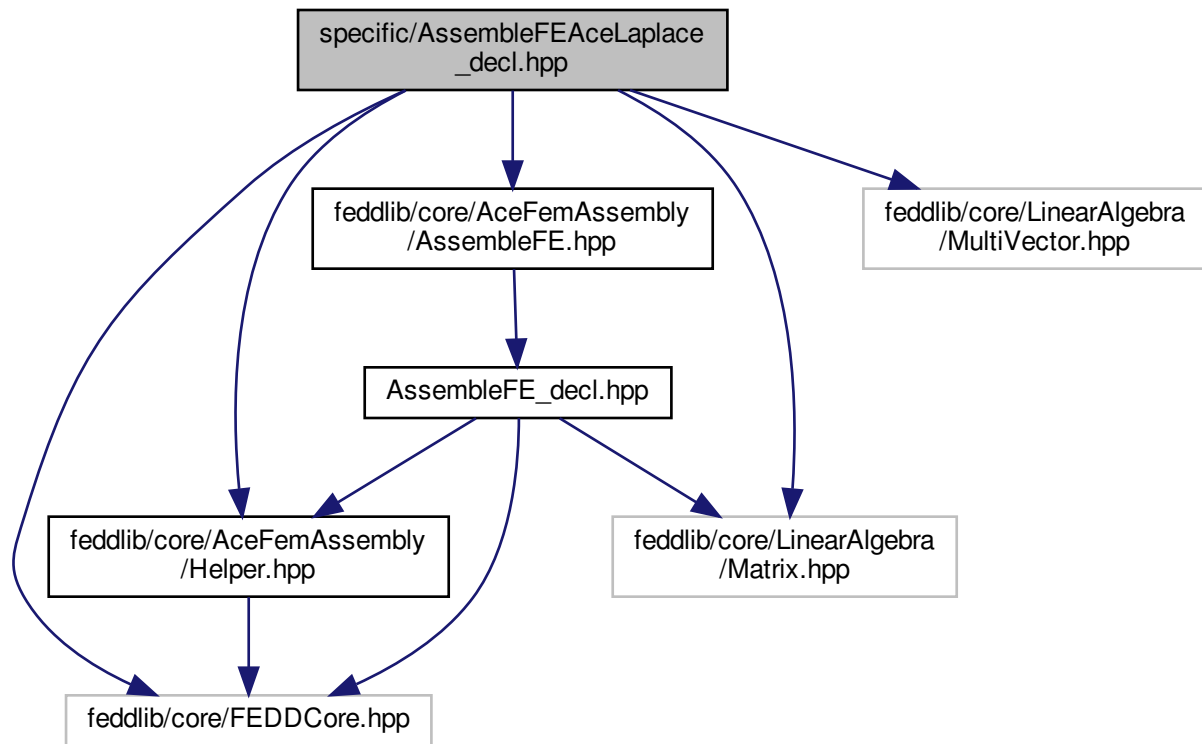 specific/AssembleFEAceLaplace
_decl.hpp
feddlib/core/AceFemAssembly
/AssembleFE.hpp
feddlib/core/LinearAlgebra
/MultiVector.hpp
AssembleFE_decl.hpp
feddlib/core/AceFemAssembly
/Helper.hpp
feddlib/core/LinearAlgebra
/Matrix.hpp
feddlib/core/FEDDCore.hpp